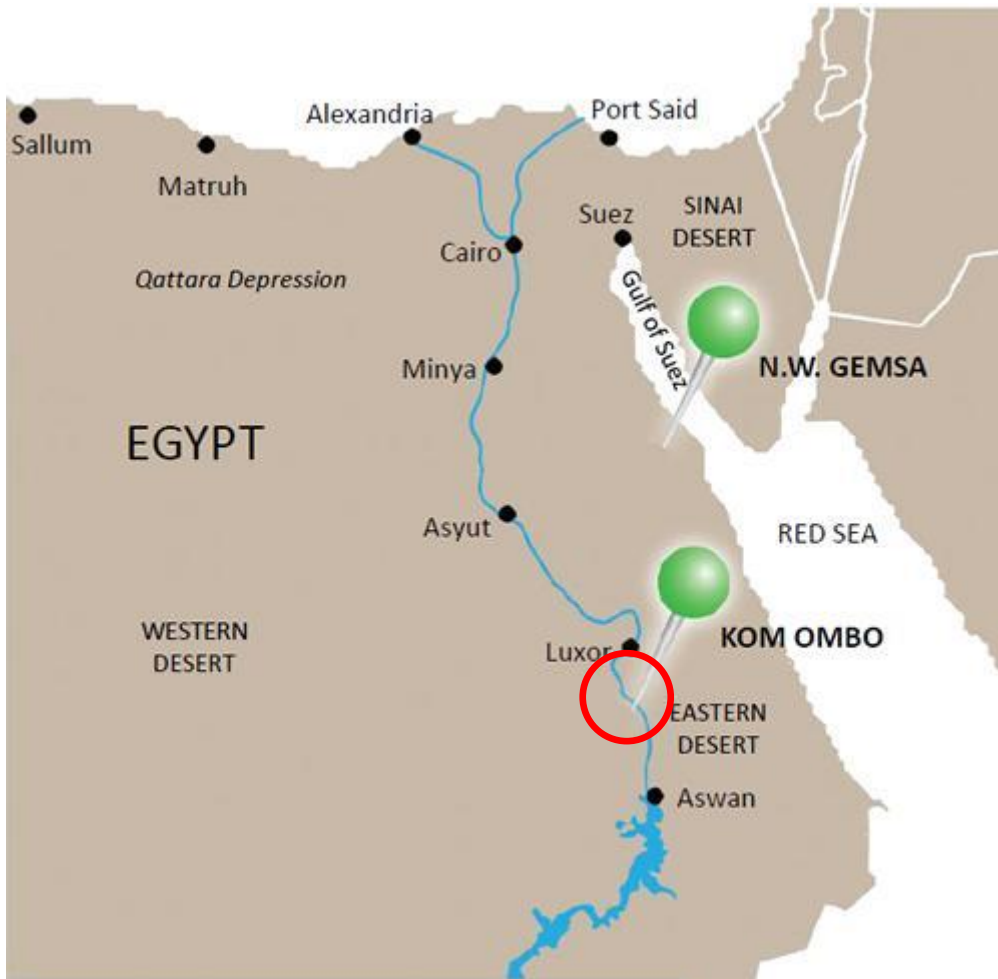 Alexandria
Port Said
Sallum
Matruh
Suez
SINAI
DESERT
Cairo
Qattara Depression
Gulf of Suez
Minya
N.W. GEMSA
EGYPT
Asyut
RED SEA
WESTERN
DESERT
Luxor
KOM OMBO
EASTERN
DESERT
Aswan